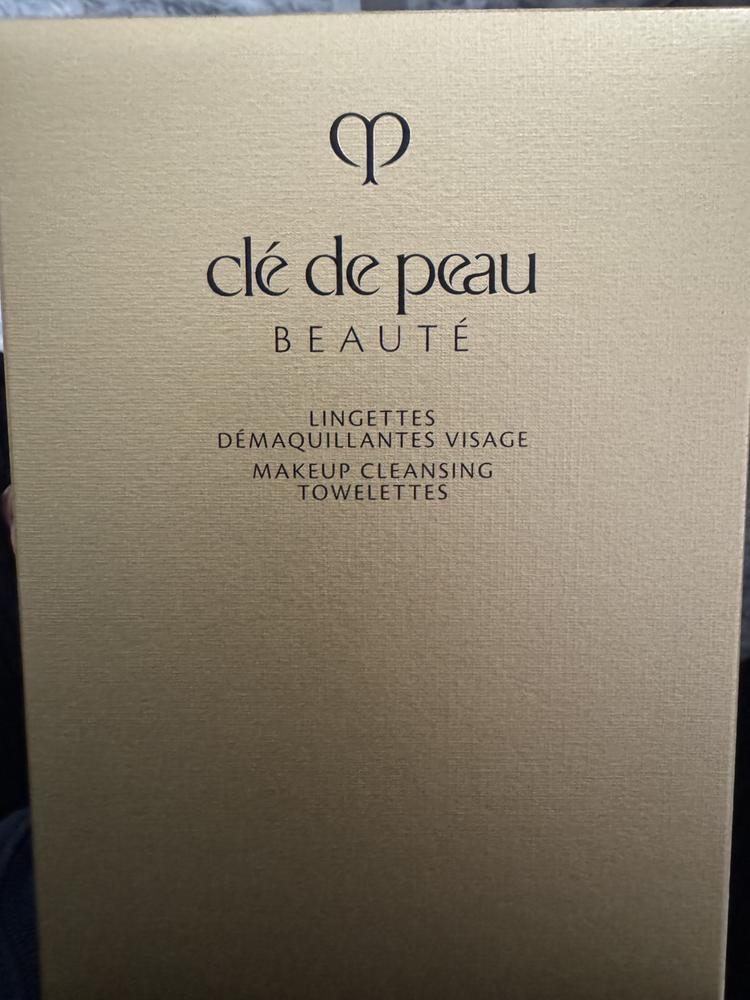 clé de peau
BEAUTÉ
LINGETTES
DÉMAQUILLANTES VISAGE
MAKEUP CLEANSING
TOWELETTES